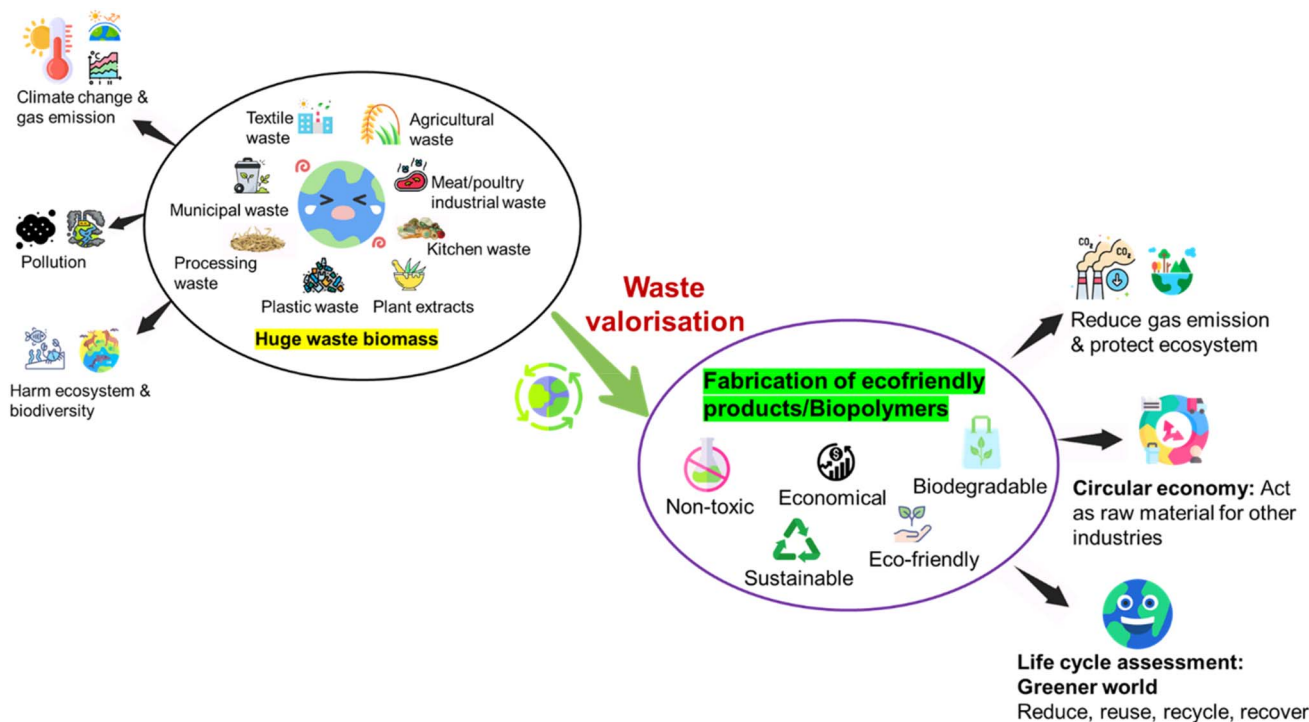 Climate change &
gas emission
Pollution
Harm ecosystem &
biodiversity
Textile
waste
Agricultural
waste
Municipal waste
Meat/poultry
industrial waste
Processing
waste
Kitchen waste
Plastic waste
Plant extracts
Huge waste biomass
Waste
valorisation
Fabrication of ecofriendly
products/Biopolymers
Non-toxic
Economical
Biodegradable
Sustainable
Eco-friendly
CO₂
CO₂
Reduce gas emission
& protect ecosystem
Circular economy: Act
as raw material for other
industries
Life cycle assessment:
Greener world
Reduce, reuse, recycle, recover